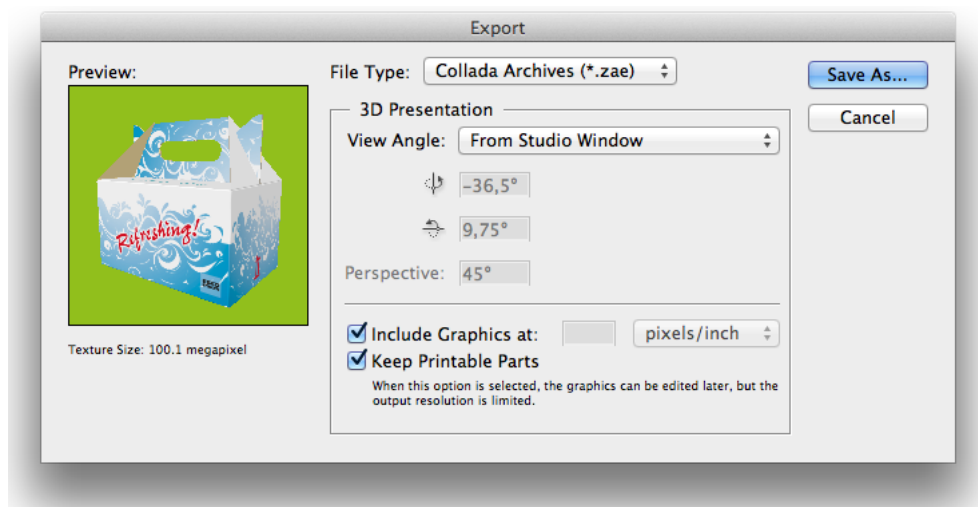 Export
Preview:
Refreshing!
Texture Size: 100.1 megapixel
File Type: Collada Archives (*.zae)
3D Presentation
View Angle: From Studio Window
-36,5°
9,75°
Perspective: 45°
Include Graphics at: pixels/inch
Keep Printable Parts
When this option is selected, the graphics can be edited later, but the
output resolution is limited.
Save As...
Cancel